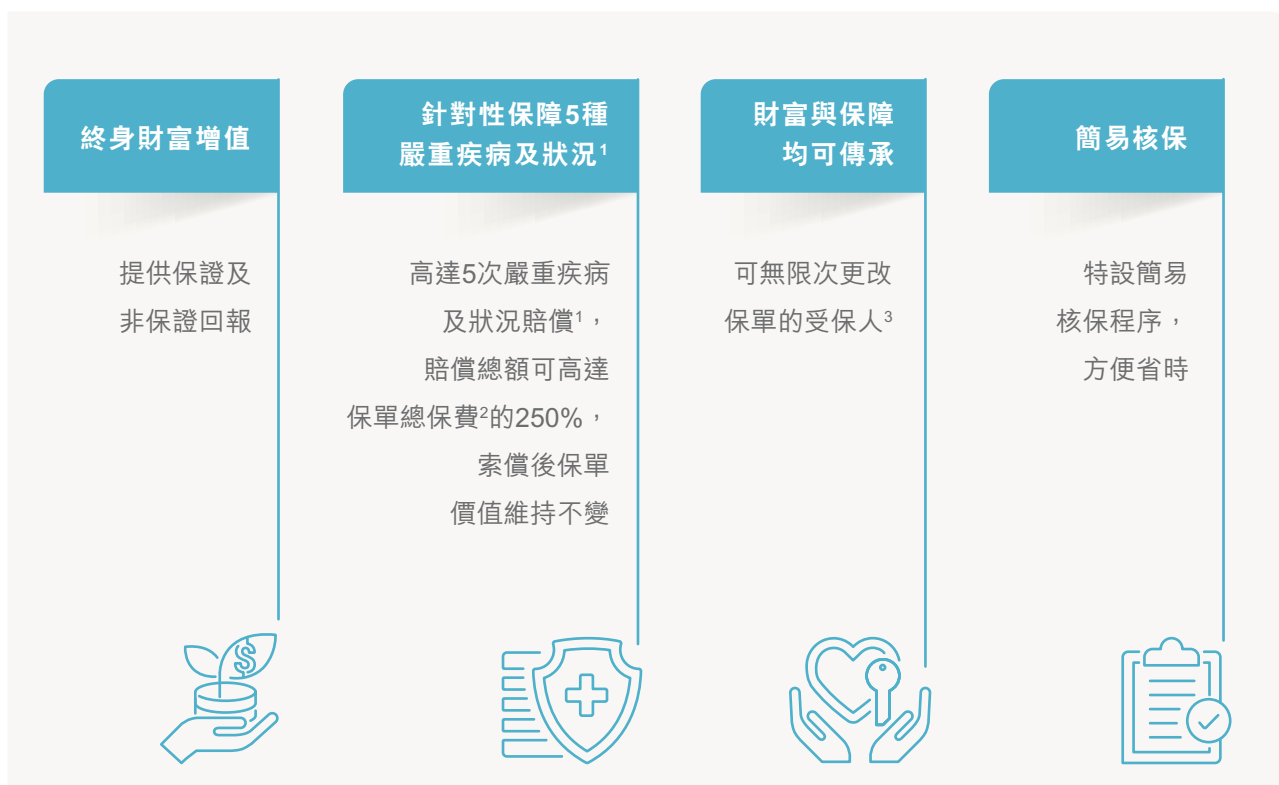 終身財富增值
提供保證及
非保證回報
針對性保障5種
嚴重疾病及狀況¹
高達5次嚴重疾病
及狀況賠償¹，
賠償總額可高達
保單總保費²的250%，
索償後保單
價值維持不變
財富與保障
均可傳承
可無限次更改
保單的受保人³
簡易核保
特設簡易
核保程序，
方便省時
$